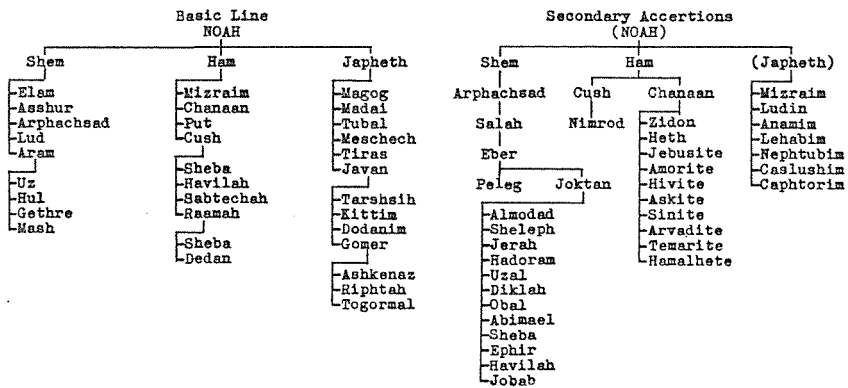 Basic Line
NOAH
Shem
Ham
Japheth
Elam
Asshur
Arphachsad
Lud
Aram
Uz
Hul
Gethre
Mash
Mizraim
Chanaan
Put
Cush
Sheba
Havilah
Sabtechah
Raamah
Sheba
Dedan
Magog
Madai
Tubal
Meschech
Tiras
Javan
Tarshsih
Kittim
Dodanim
Gomer
Ashkenaz
Riphtah
Togormal
Secondary Accertions
(NOAH)
Shem
Ham
(Japheth)
Arphachsad
Salah
Eber
Peleg
Joktan
Almodad
Sheleph
Jerah
Hadoram
Uzal
Diklah
Obal
Abimael
Sheba
Ephir
Havilah
Jobab
Cush
Nimrod
Chanaan
Zidon
Heth
Jebusite
Amorite
Hivite
Askite
Sinite
Arvadite
Temarite
Hamalhete
Mizraim
Ludin
Anamim
Lehabim
Nephtubim
Caslushim
Caphtorim